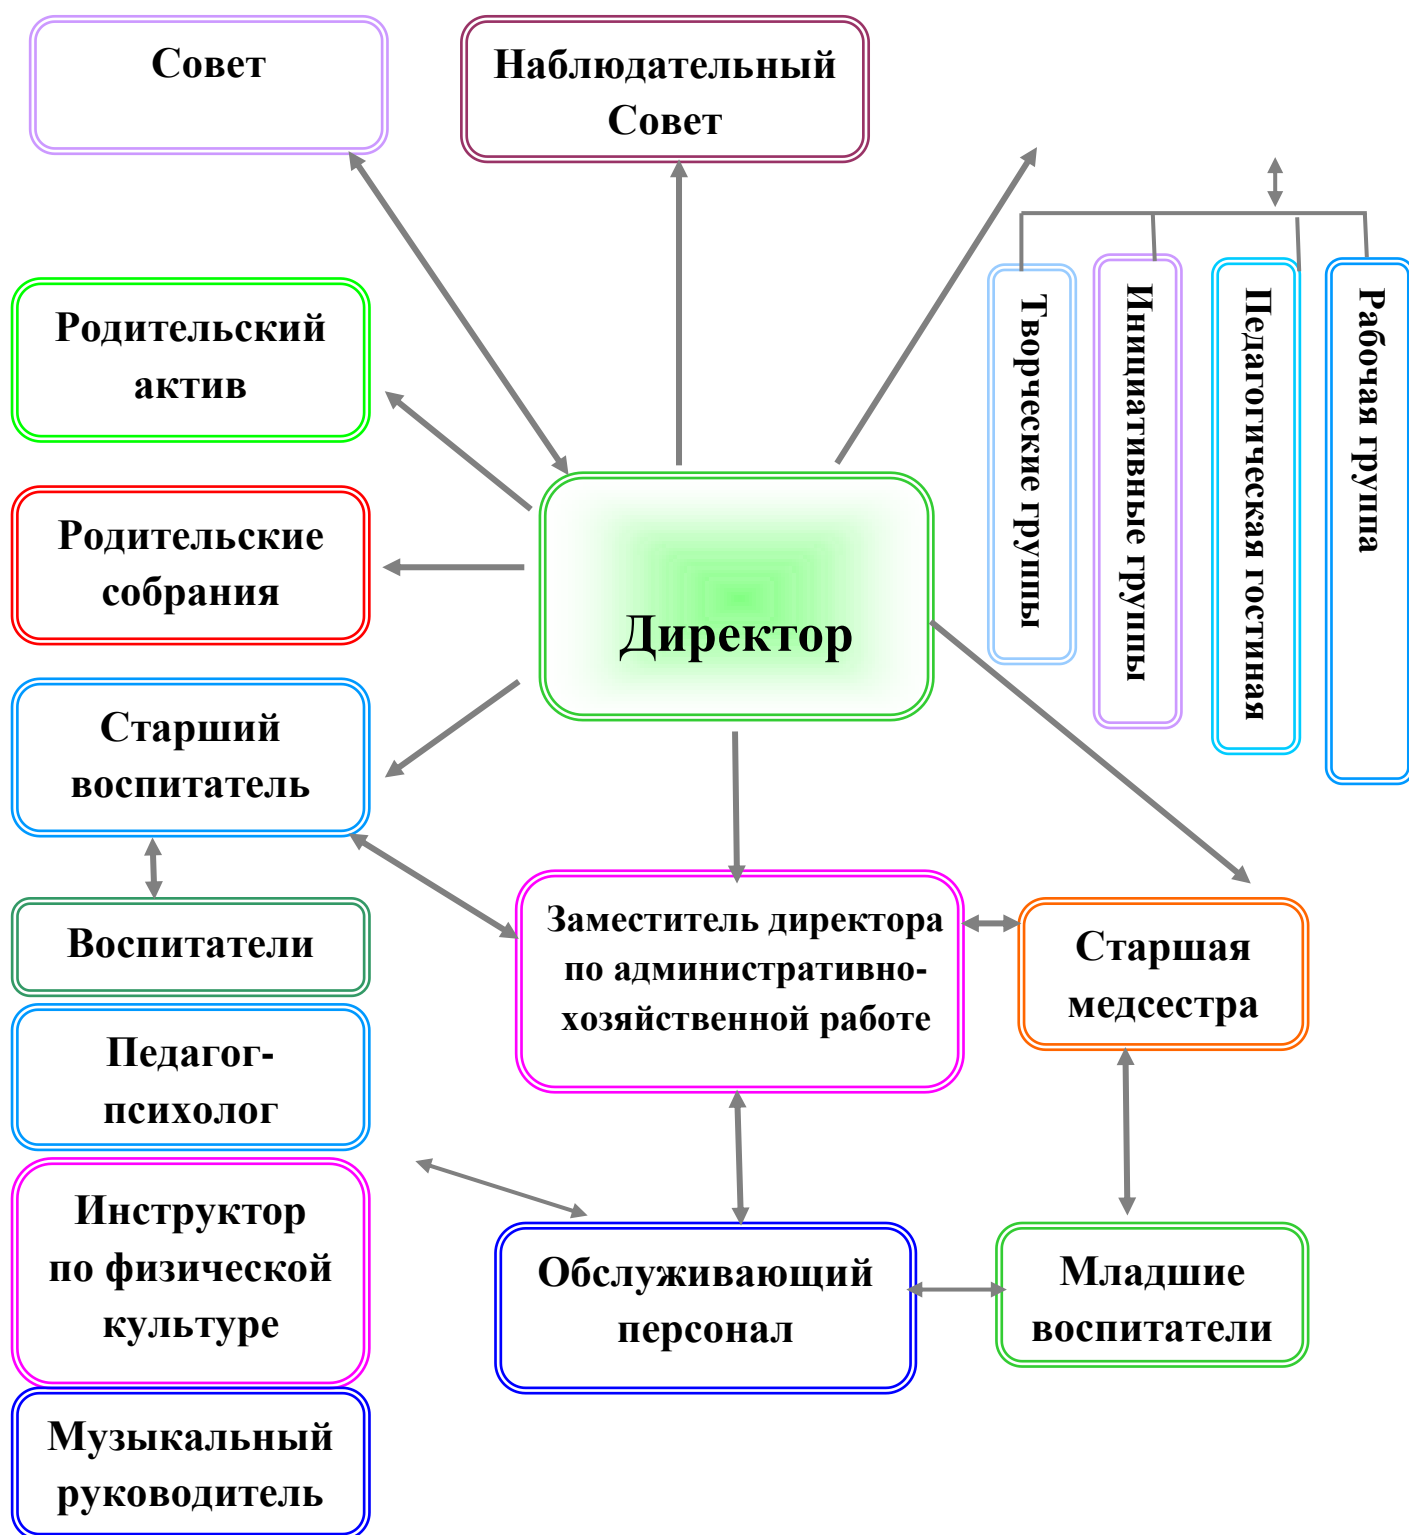 Совет
Наблюдательный
Совет
Творческие группы
Инициативные группы
Педагогическая гостиная
Рабочая группа
Родительский
актив
Родительские
собрания
Директор
Старший
воспитатель
Воспитатели
Заместитель директора
по административно-
хозяйственной работе
Старшая
медсестра
Педагог-
психолог
Инструктор
по физической
культуре
Обслуживающий
персонал
Младшие
воспитатели
Музыкальный
руководитель